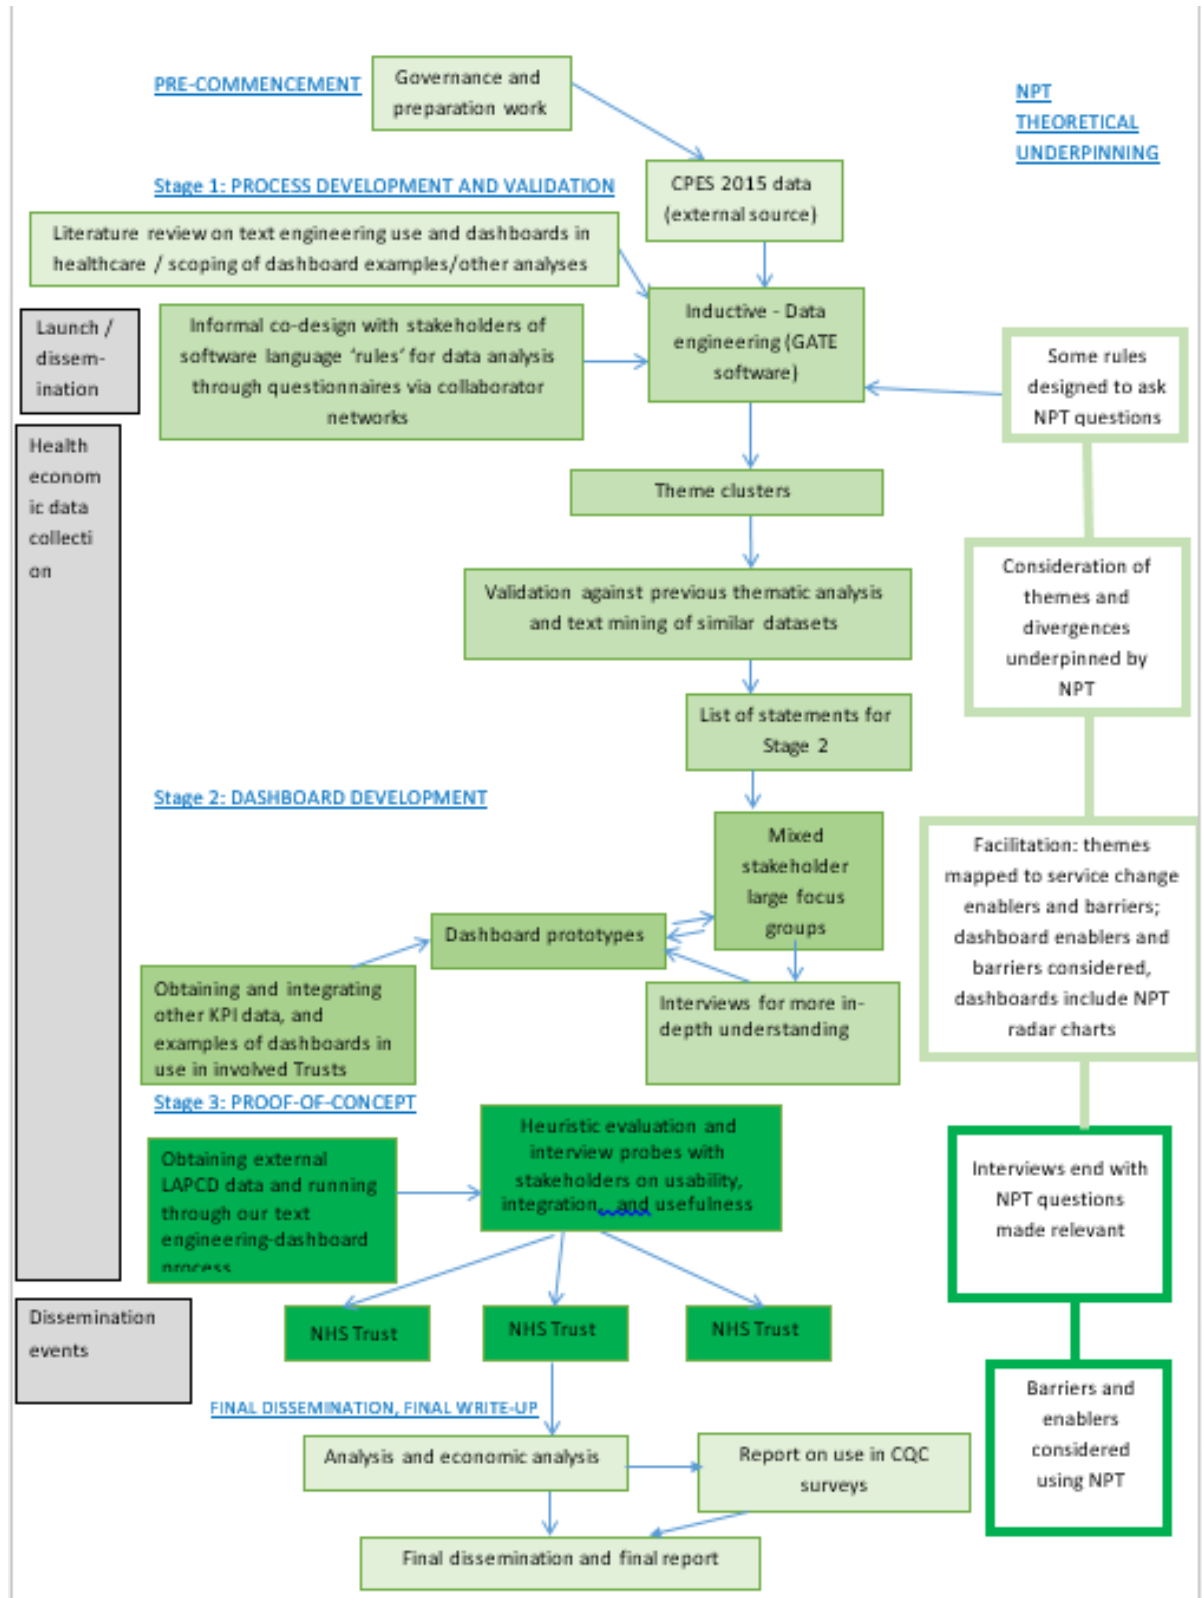 PRE-COMMENCEMENT
Governance and
preparation work
NPT
THEORETICAL
UNDERPINNING
Stage 1: PROCESS DEVELOPMENT AND VALIDATION
CPES 2015 data
(external source)
Literature review on text engineering use and dashboards in
healthcare / scoping of dashboard examples/other analyses
Launch /
dissem-
ination
Informal co-design with stakeholders of
software language ‘rules’ for data analysis
through questionnaires via collaborator
networks
Inductive - Data
engineering (GATE
software)
Some rules
designed to ask
NPT questions
Health
econom
ic data
collecti
on
Theme clusters
Validation against previous thematic analysis
and text mining of similar datasets
Consideration of
themes and
divergences
underpinned by
NPT
List of statements for
Stage 2
Stage 2: DASHBOARD DEVELOPMENT
Mixed
stakeholder
large focus
groups
Dashboard prototypes
Facilitation: themes
mapped to service change
enablers and barriers;
dashboard enablers and
barriers considered,
dashboards include NPT
radar charts
Obtaining and integrating
other KPI data, and
examples of dashboards in
use in involved Trusts
Interviews for more in-
depth understanding
Stage 3: PROOF-OF-CONCEPT
Obtaining external
LAPCD data and running
through our text
engineering-dashboard
process
Heuristic evaluation and
interview probes with
stakeholders on usability,
integration, and usefulness
Interviews end with
NPT questions
made relevant
Dissemination
events
NHS Trust
NHS Trust
NHS Trust
FINAL DISSEMINATION, FINAL WRITE-UP
Analysis and economic analysis
Report on use in CQC
surveys
Barriers and
enablers
considered
using NPT
Final dissemination and final report